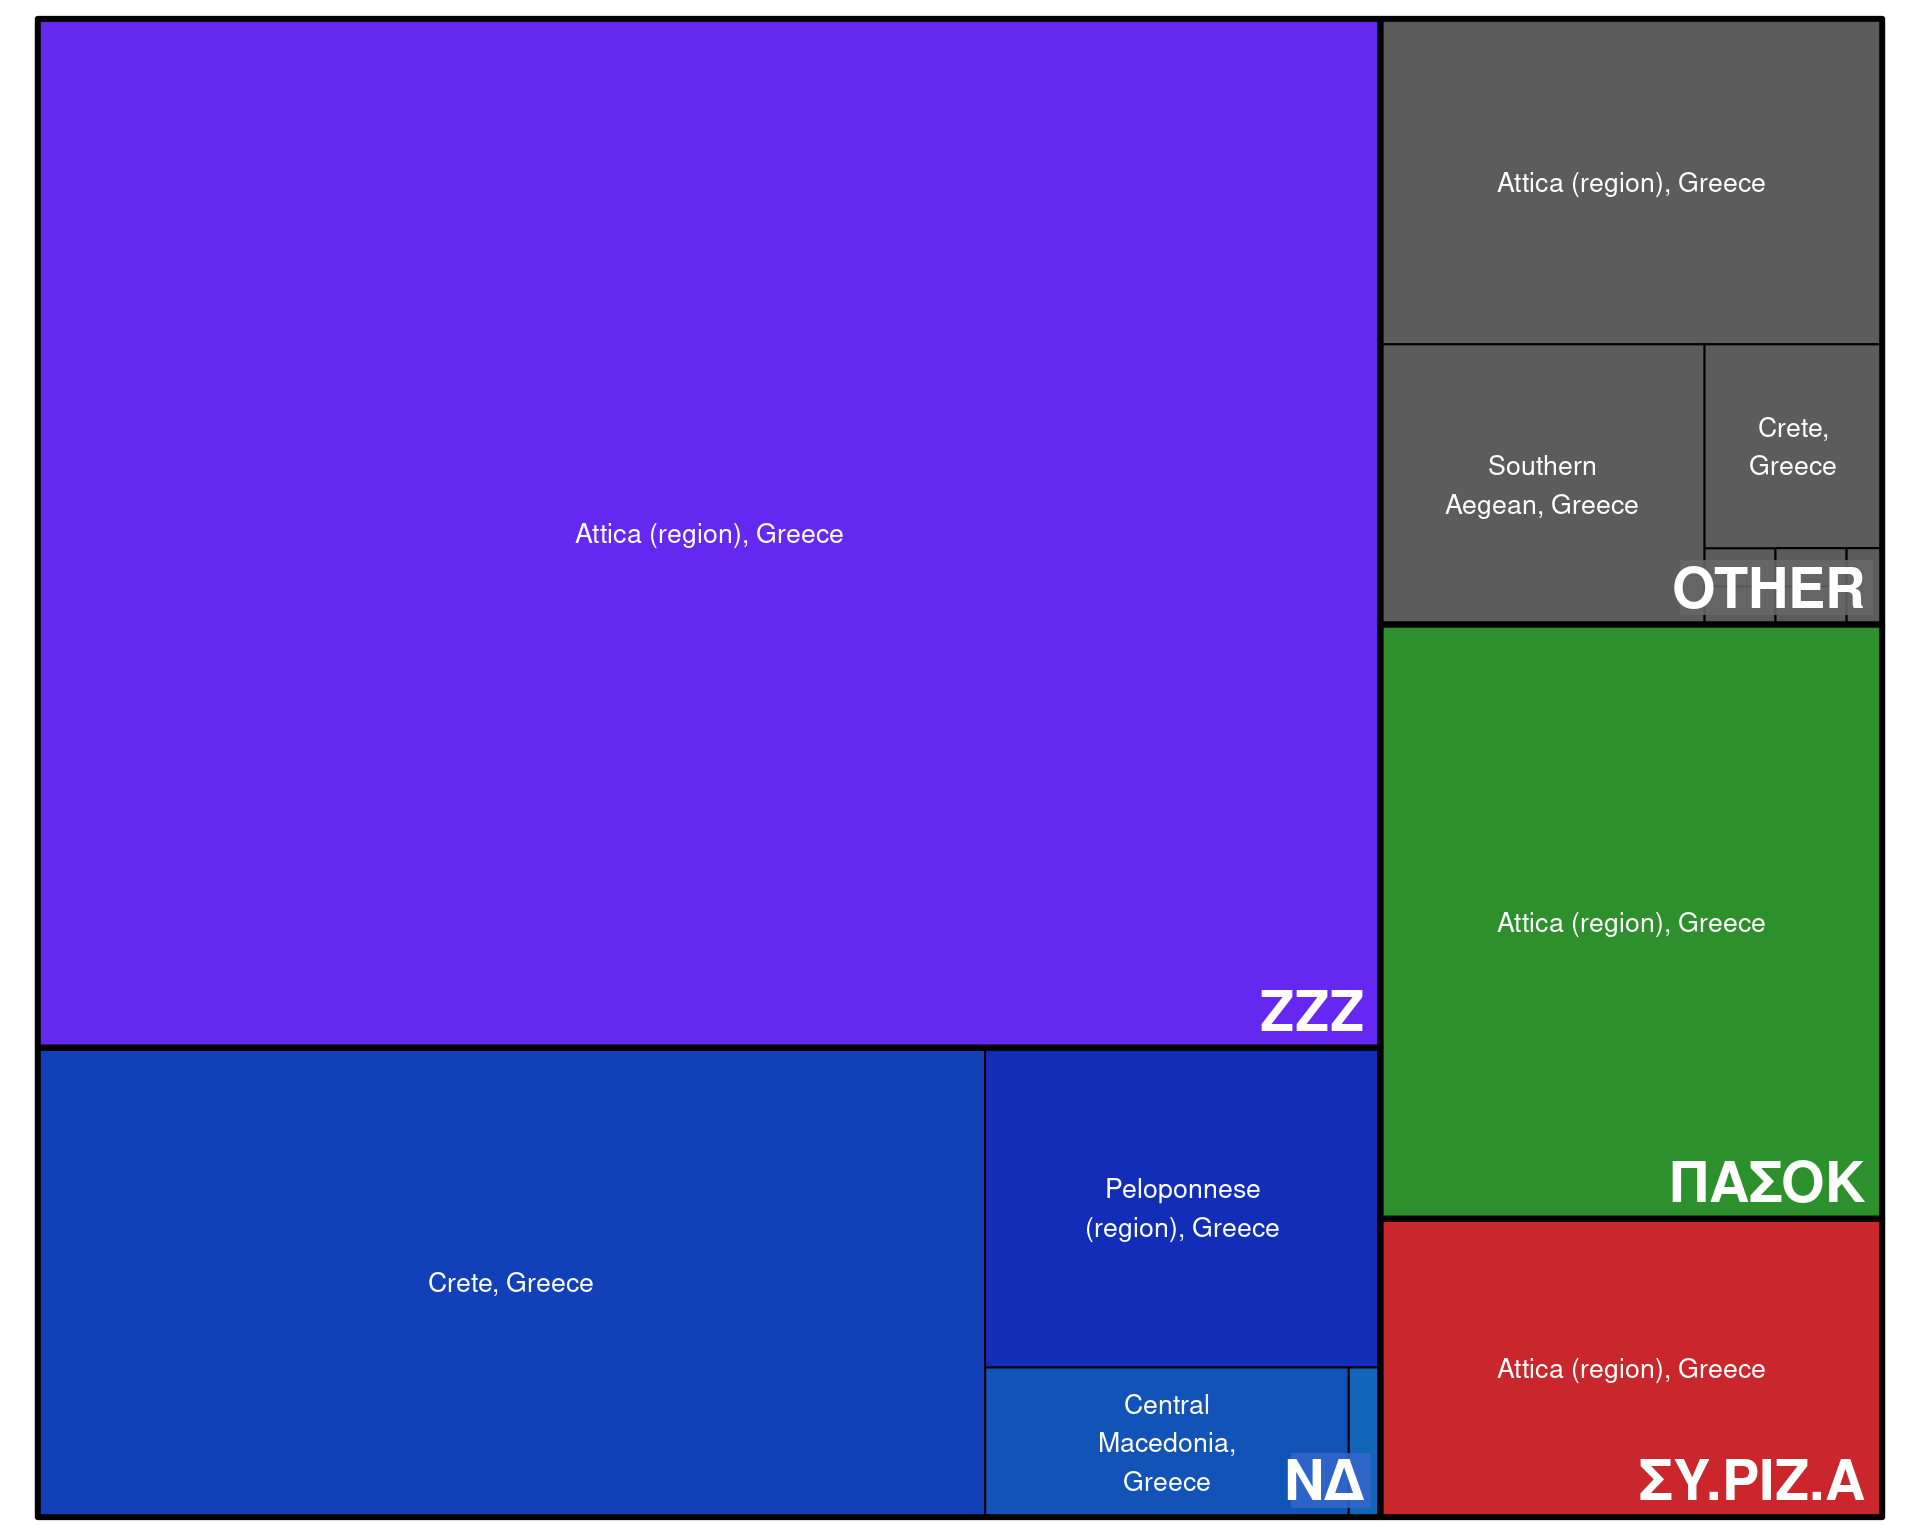 Attica (region), Greece
ZZZ
Crete, Greece
Peloponnese
(region), Greece
Central
Macedonia,
Greece
ΝΔ
Attica (region), Greece
Southern
Aegean, Greece
Crete,
Greece
OTHER
Attica (region), Greece
ΠΑΣΟΚ
Attica (region), Greece
ΣΥ.ΡΙΖ.Α